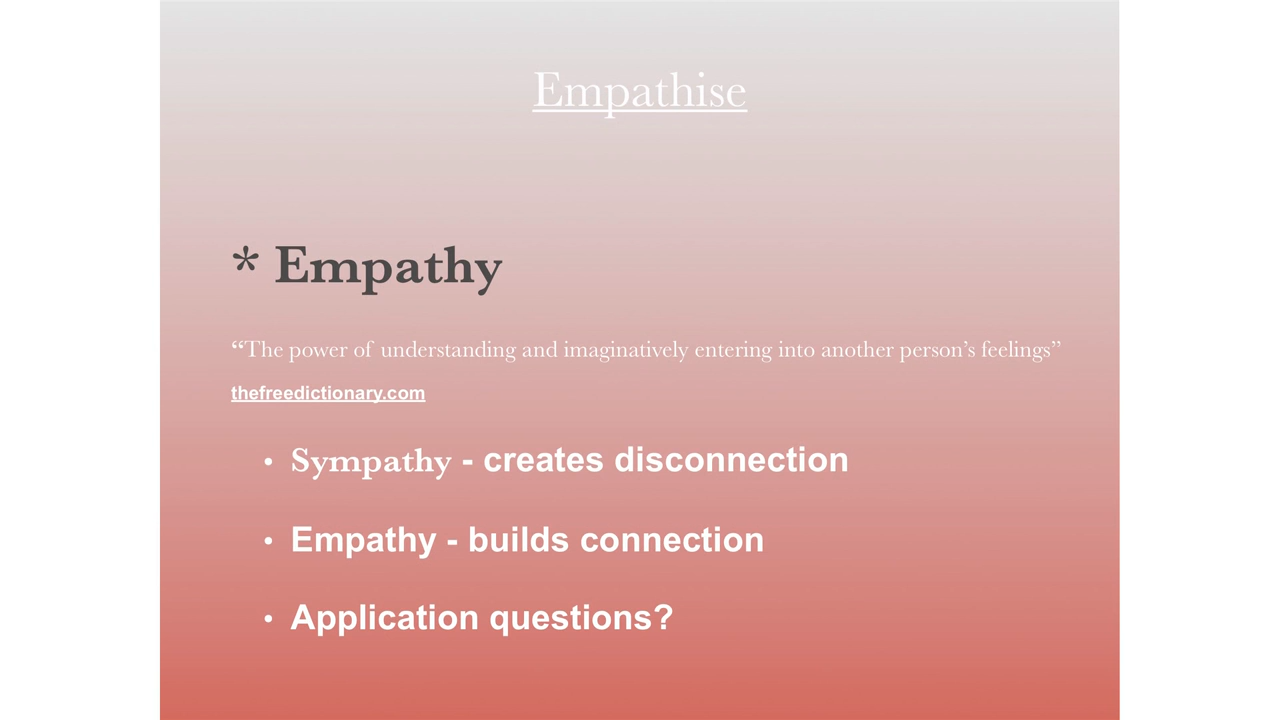 Empathise
* Empathy
“The power of understanding and imaginatively entering into another person’s feelings”
thefreedictionary.com
• Sympathy - creates disconnection
• Empathy - builds connection
• Application questions?